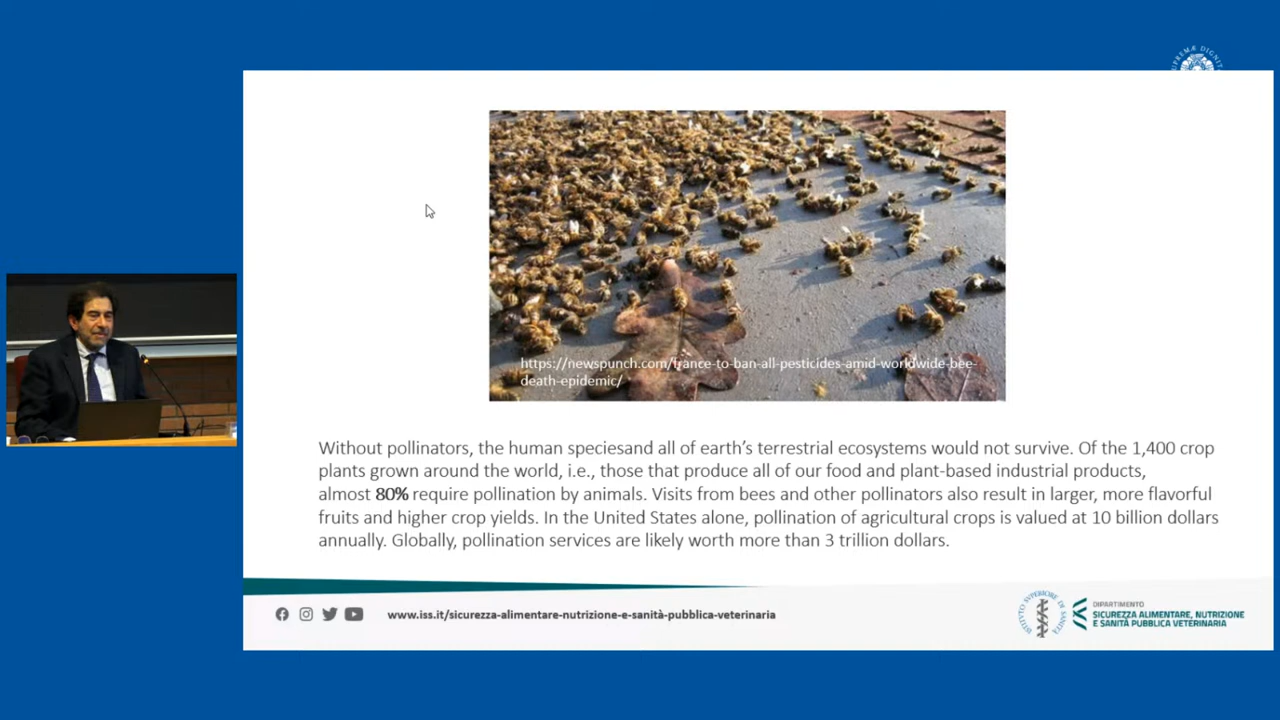 PREMÆ DIGNIT
https://newspunch.com/france-to-ban-all-pesticides-amid-worldwide-bee-
death-epidemic/
Without pollinators, the human speciesand all of earth's terrestrial ecosystems would not survive. Of the 1,400 crop
plants grown around the world, i.e., those that produce all of our food and plant-based industrial products,
almost 80% require pollination by animals. Visits from bees and other pollinators also result in larger, more flavorful
fruits and higher crop yields. In the United States alone, pollination of agricultural crops is valued at 10 billion dollars
annually. Globally, pollination services are likely worth more than 3 trillion dollars.
www.iss.it/sicurezza-alimentare-nutrizione-e-sanità-pubblica-veterinaria
ISTITUTO SVPERIORE DI SANITÀ
DIPARTIMENTO
SICUREZZA ALIMENTARE, NUTRIZIONE
E SANITÀ PUBBLICA VETERINARIA